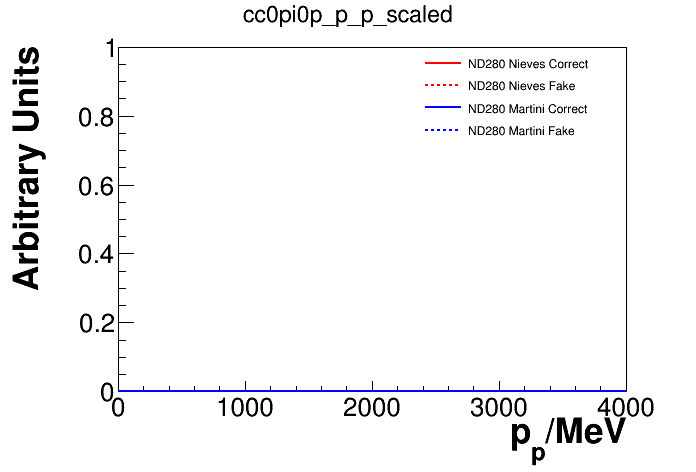 cc0pi0p_p_p_scaled
Arbitrary Units
1
0.8
0.6
0.4
0.2
0
ND280 Nieves Correct
ND280 Nieves Fake
ND280 Martini Correct
ND280 Martini Fake
0 1000 2000 3000 4000
p_p/MeV